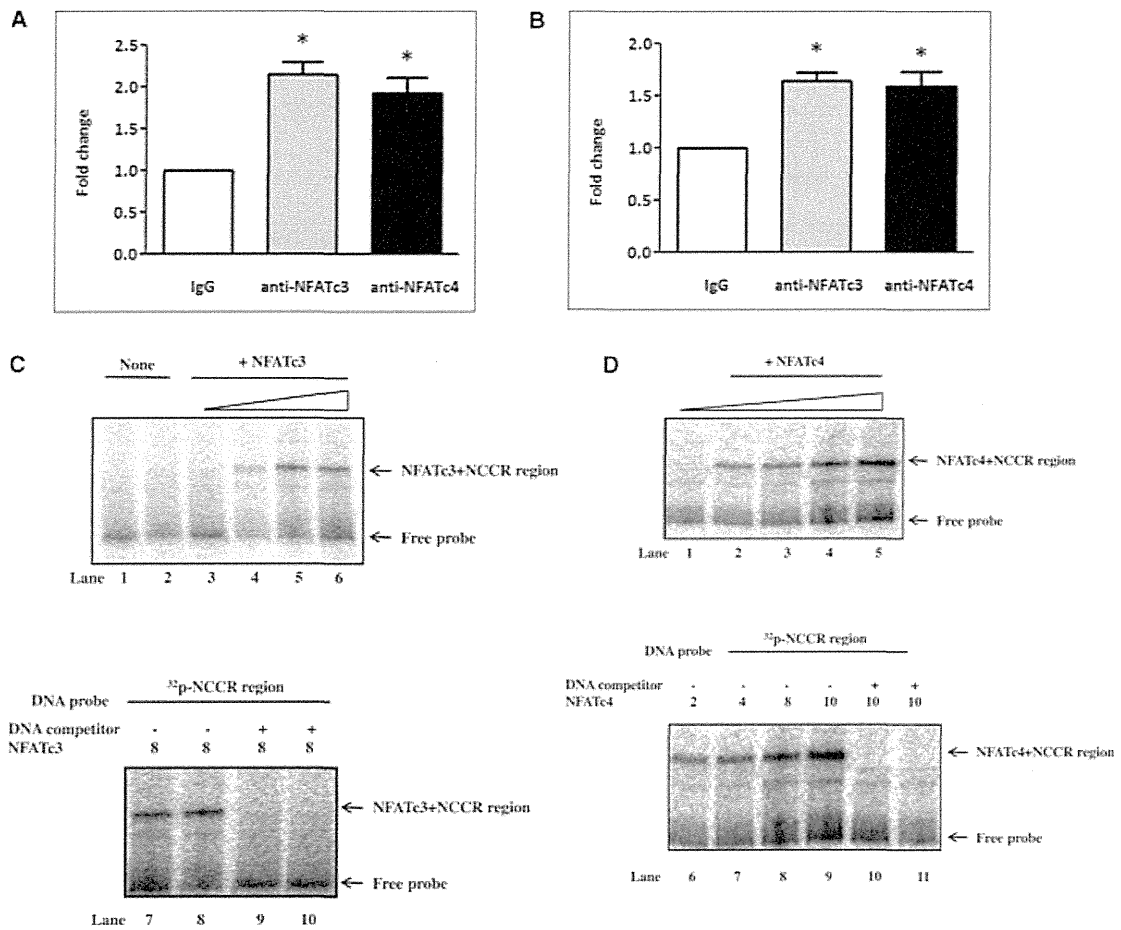 A
Fold change
2.5
2.0
1.5
1.0
0.5
0.0
*
*
IgG
anti-NFATc3
anti-NFATc4
B
Fold change
2.0
1.5
1.0
0.5
0.0
*
*
IgG
anti-NFATc3
anti-NFATc4
C
None
+ NFATc3
NFATc3+NCCR region
Free probe
Lane 1 2 3 4 5 6
32p-NCCR region
DNA probe
DNA competitor - - + +
NFATc3 8 8 8 8
NFATc3+NCCR region
Free probe
Lane 7 8 9 10
D
+ NFATc4
NFATc4+NCCR region
Free probe
Lane 1 2 3 4 5
32p-NCCR region
DNA probe
DNA competitor - - - - + +
NFATc4 2 4 8 10 10 10
NFATc4+NCCR region
Free probe
Lane 6 7 8 9 10 11